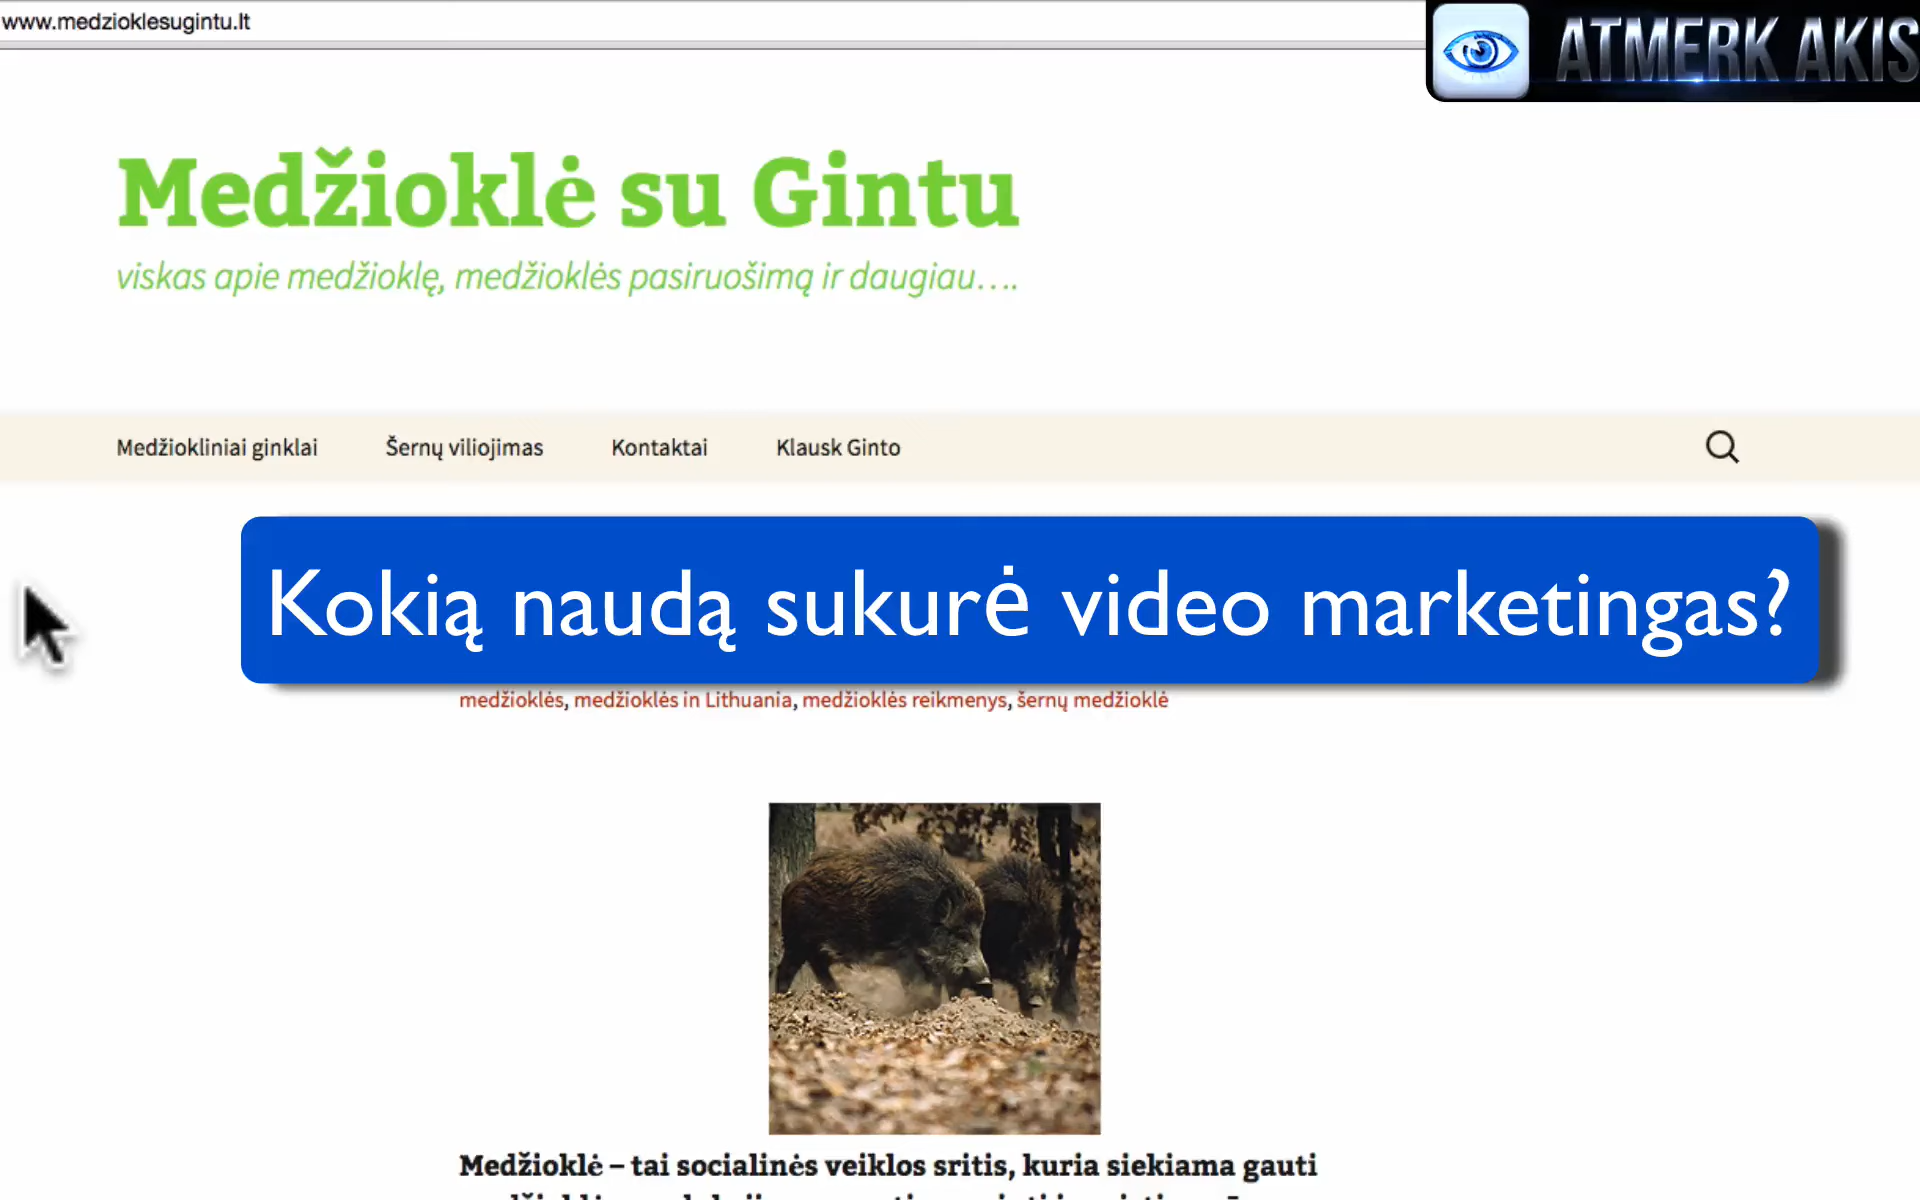 www.medzioklesugintu.lt
ATMERK AKIS
Medžioklė su Gintu
viskas apie medžioklę, medžioklės pasiruošimą ir daugiau….
Medžiokliniai ginklai
Šernų viliojimas
Kontaktai
Klausk Ginto
Kokią naudą sukurė video marketingas?
medžioklės, medžioklės in Lithuania, medžioklės reikmenys, šernų medžioklė
Medžioklė – tai socialinės veiklos sritis, kuria siekiama gauti